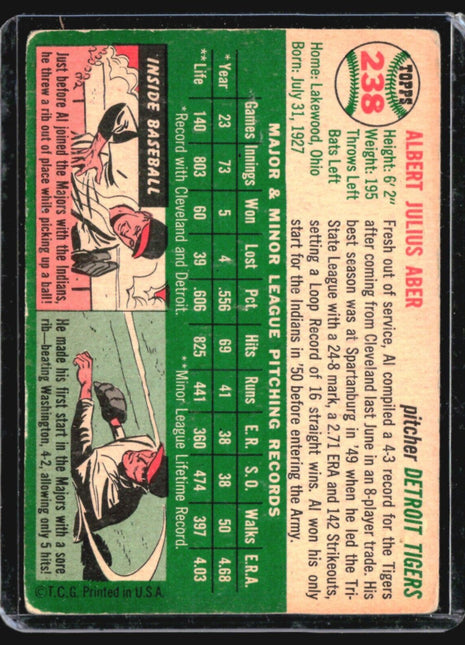 TOPPS
238
ALBERT JULIUS ABER
pitcher DETROIT TIGERS
Height: 6' 2"
Weight: 195
Throws Left
Bats Left
Home: Lakewood, Ohio
Born: July 31, 1927
Fresh out of service, Al compiled a 4-3 record for the Tigers
after coming from Cleveland last June in an 8-player trade. His
best season was at Spartanburg in '49 when he led the Tri-
State League with a 24-8 mark, a 2.71 ERA and 142 Strikeouts,
setting a Loop Record of 16 straight wins. Al won his only
start for the Indians in '50 before entering the Army.
MAJOR & MINOR LEAGUE PITCHING RECORDS
Games Innings Won Lost Pct. Hits Runs E.R. S.O. Walks E.R.A.
*Year 23 73 5 4 .556 69 41 38 38 50 4.68
**Life 140 803 60 39 .606 825 441 360 474 397 4.03
*Record with Cleveland and Detroit. **Minor League Lifetime Record.
INSIDE BASEBALL
Just before Al joined the Majors with the Indians,
he threw a rib out of place while picking up a ball!
He made his first start in the Majors with a sore
rib—beating Washington, 4-2, allowing only 5 hits!
© T.C.G. Printed in U.S.A.